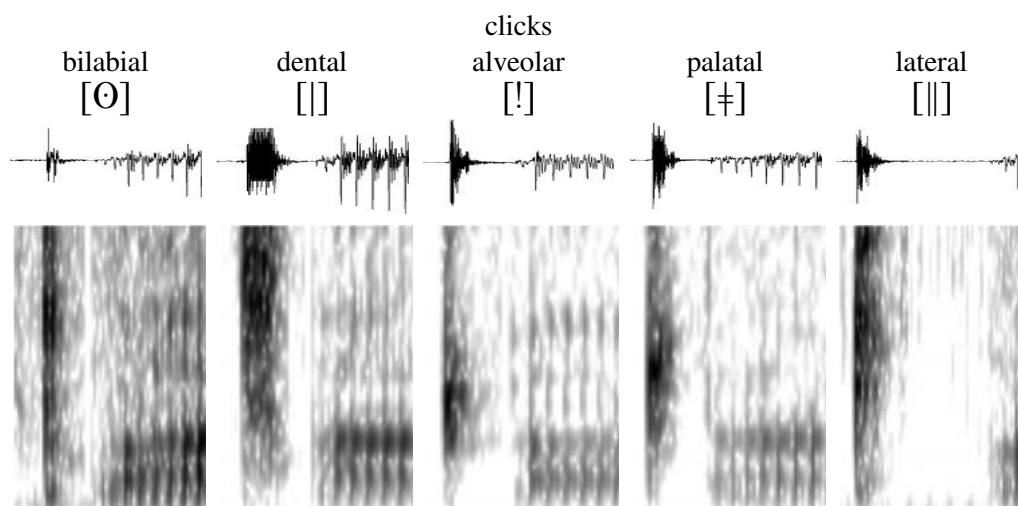 clicks
bilabial dental alveolar palatal lateral
[ʘ] [ǀ] [!] [ǂ] [ǁ]